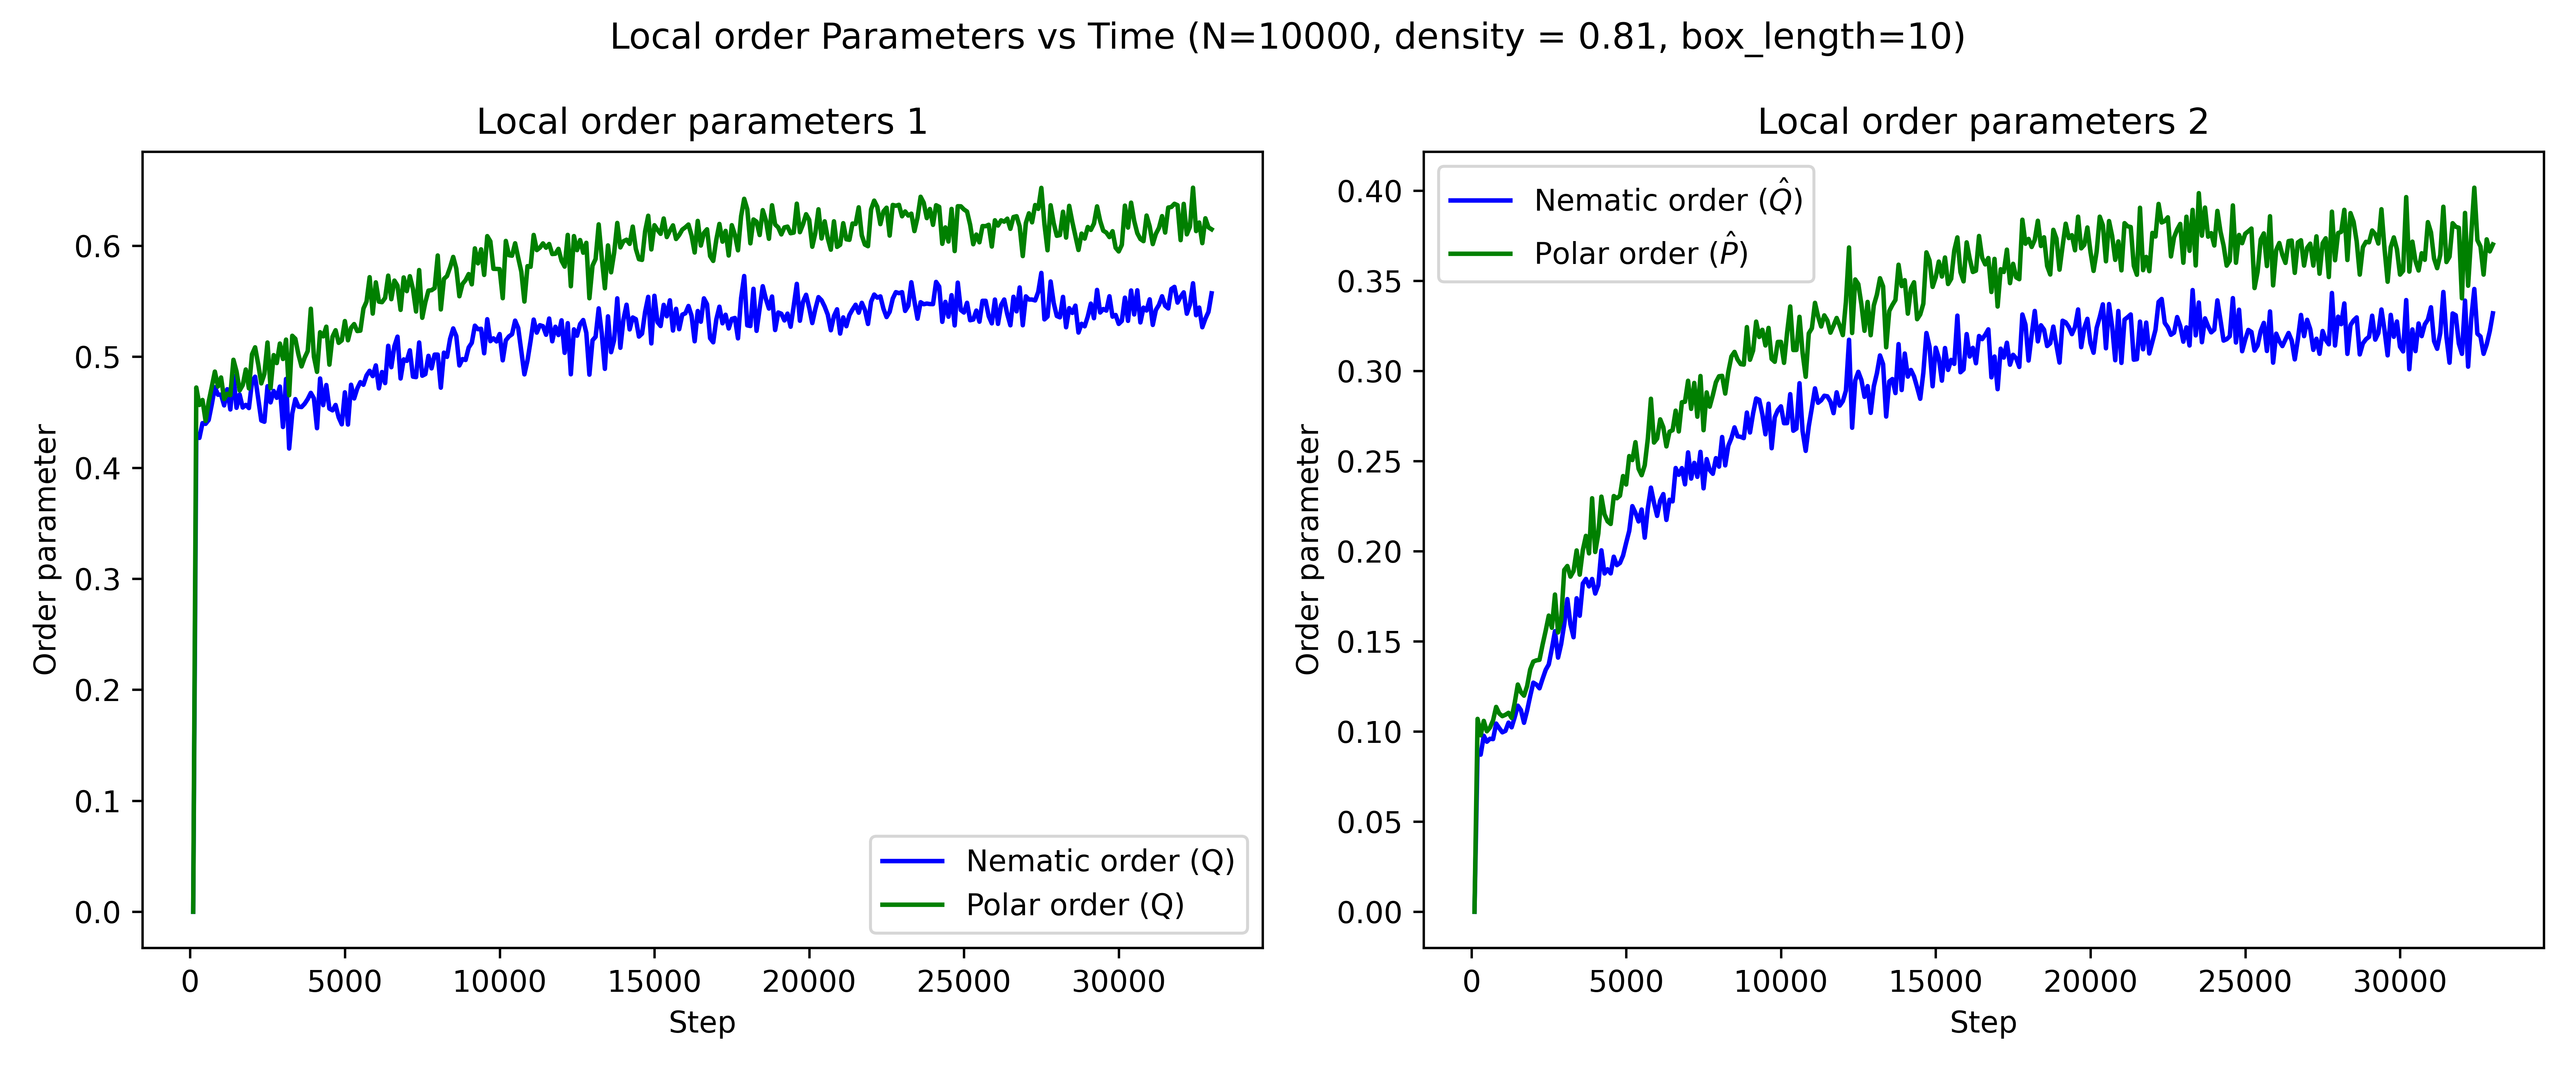 Local order Parameters vs Time (N=10000, density = 0.81, box_length=10)
Local order parameters 1
Order parameter
0.6
0.5
0.4
0.3
0.2
0.1
0.0
Nematic order (Q)
Polar order (Q)
0 5000 10000 15000 20000 25000 30000
Step
Local order parameters 2
Order parameter
0.40
0.35
0.30
0.25
0.20
0.15
0.10
0.05
0.00
Nematic order (Q̂)
Polar order (P̂)
0 5000 10000 15000 20000 25000 30000
Step